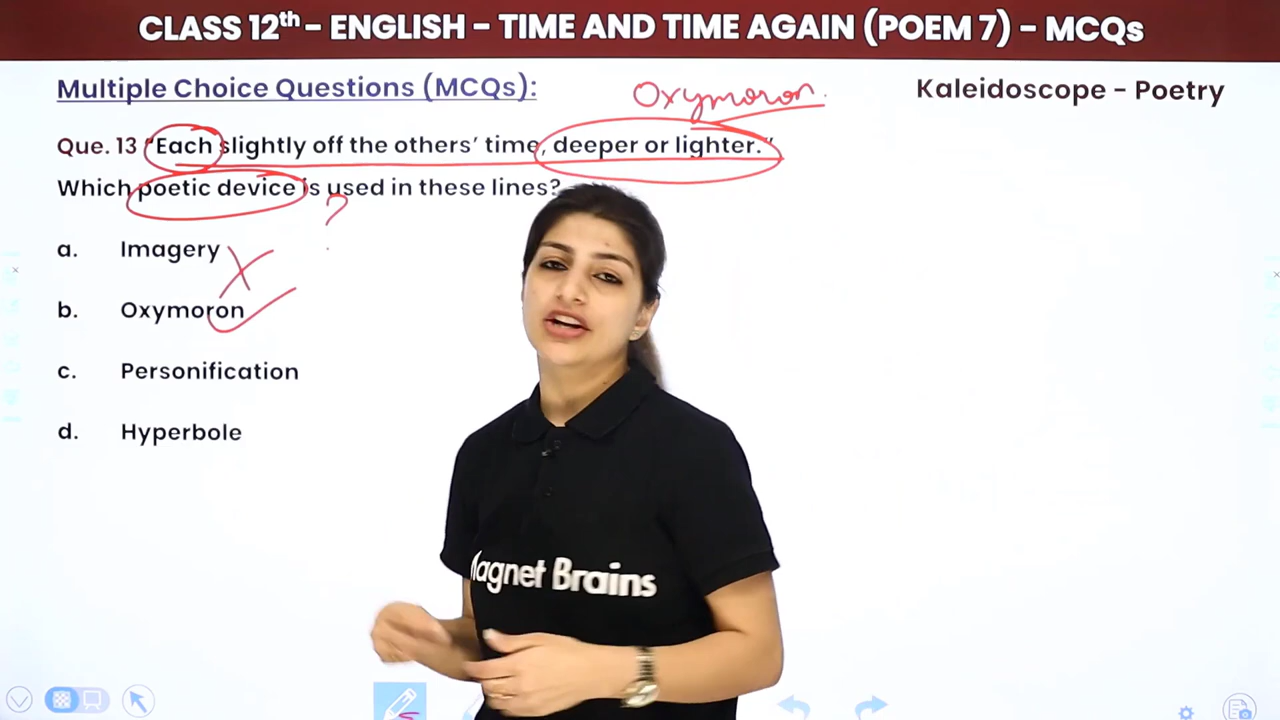 CLASS 12th – ENGLISH – TIME AND TIME AGAIN (POEM 7) – MCQs
Multiple Choice Questions (MCQs):
Oxymoron
Kaleidoscope - Poetry
Que. 13 "Each slightly off the others' time, deeper or lighter."
Which poetic device is used in these lines?
?
a. Imagery
b. Oxymoron
c. Personification
d. Hyperbole
Magnet Brains